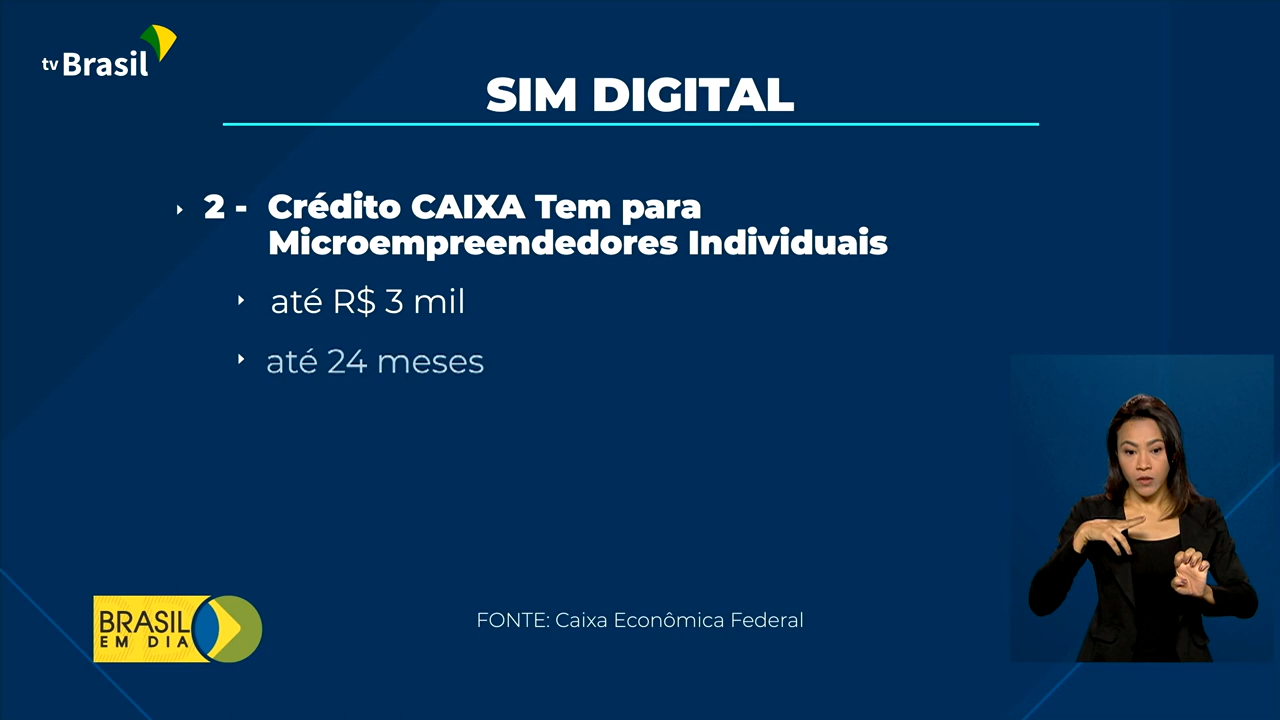 tv Brasil
SIM DIGITAL
2 - Crédito CAIXA Tem para
Microempreendedores Individuais
até R$ 3 mil
até 24 meses
BRASIL
EM DIA
FONTE: Caixa Econômica Federal